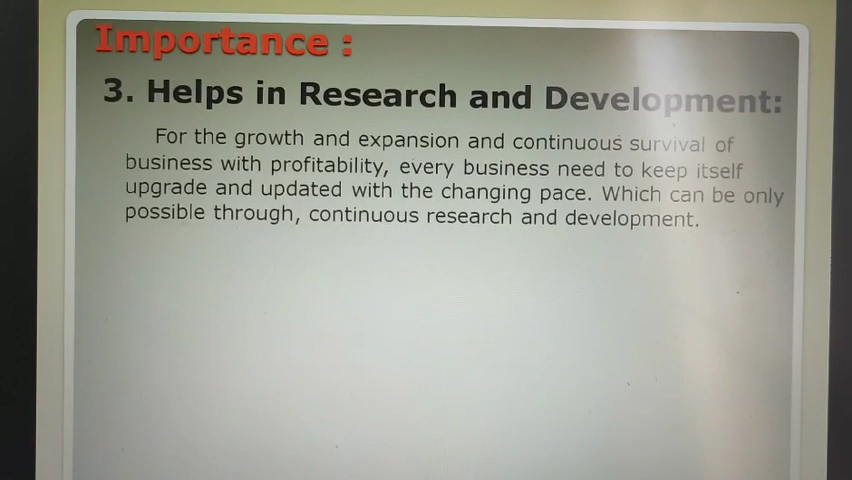 Importance :
3. Helps in Research and Development:
For the growth and expansion and continuous survival of
business with profitability, every business need to keep itself
upgrade and updated with the changing pace. Which can be only
possible through, continuous research and development.